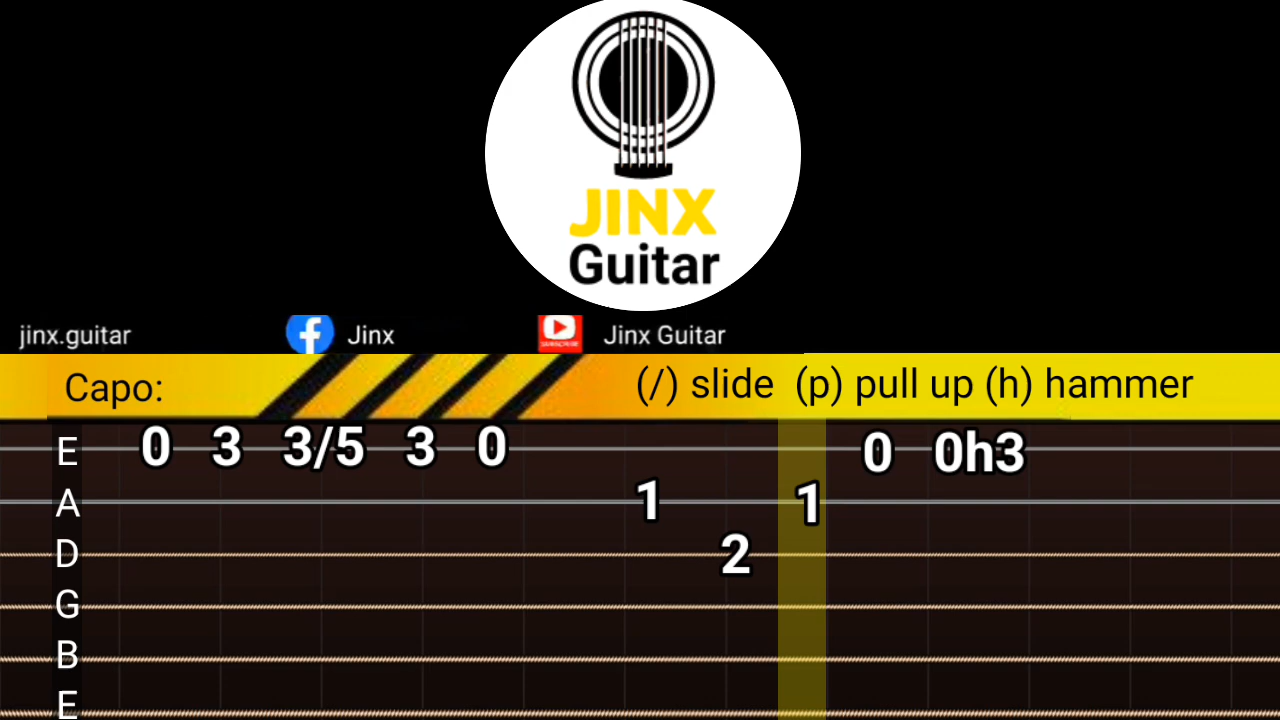 JINX
Guitar
jinx.guitar Jinx Jinx Guitar
Capo: (/) slide (p) pull up (h) hammer
E 0 3 3/5 3 0 0 0h3
A 1 1
D 2
G
B
E